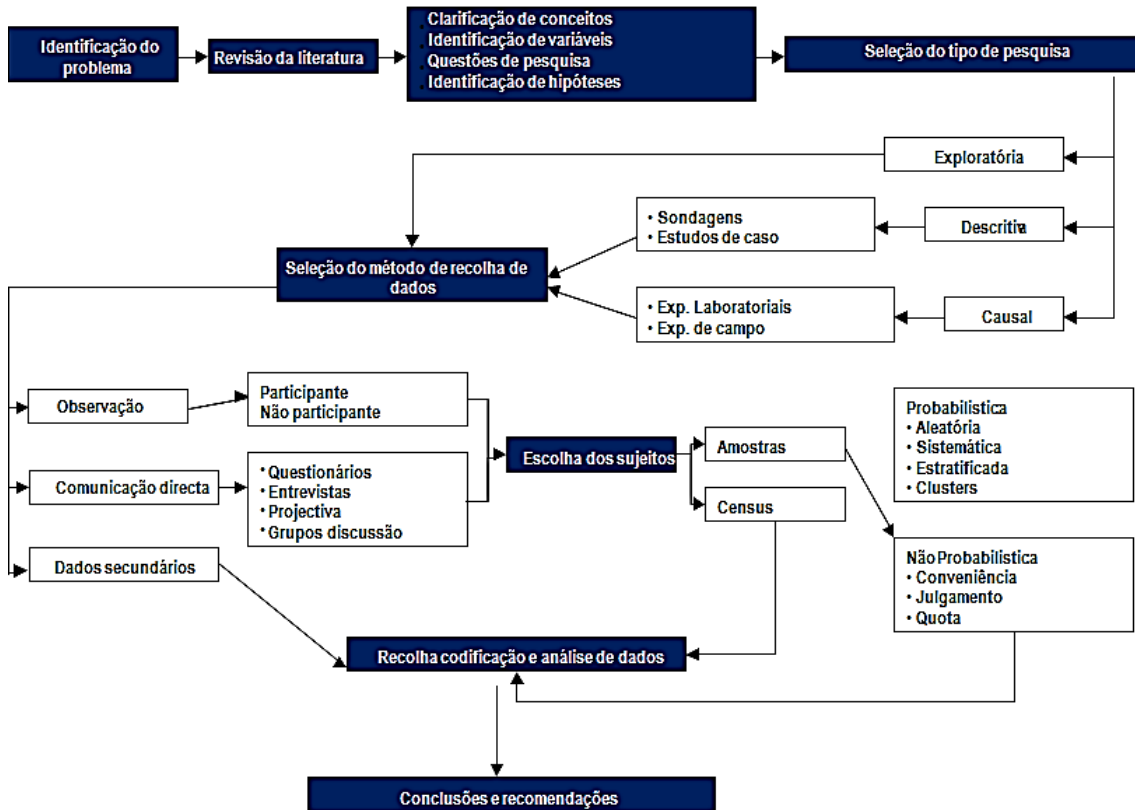 Identificação do
problema
Revisão da literatura
. Clarificação de conceitos
. Identificação de variáveis
. Questões de pesquisa
. Identificação de hipóteses
Seleção do tipo de pesquisa
Exploratória
• Sondagens
• Estudos de caso
Descritiva
Seleção do método de recolha de
dados
• Exp. Laboratoriais
• Exp. de campo
Causal
Observação
Participante
Não participante
Comunicação directa
• Questionários
• Entrevistas
• Projectiva
• Grupos discussão
Dados secundários
Escolha dos sujeitos
Amostras
Census
Probabilistica
• Aleatória
• Sistemática
• Estratificada
• Clusters
Não Probabilistica
• Conveniência
• Julgamento
• Quota
Recolha codificação e análise de dados
Conclusões e recomendações